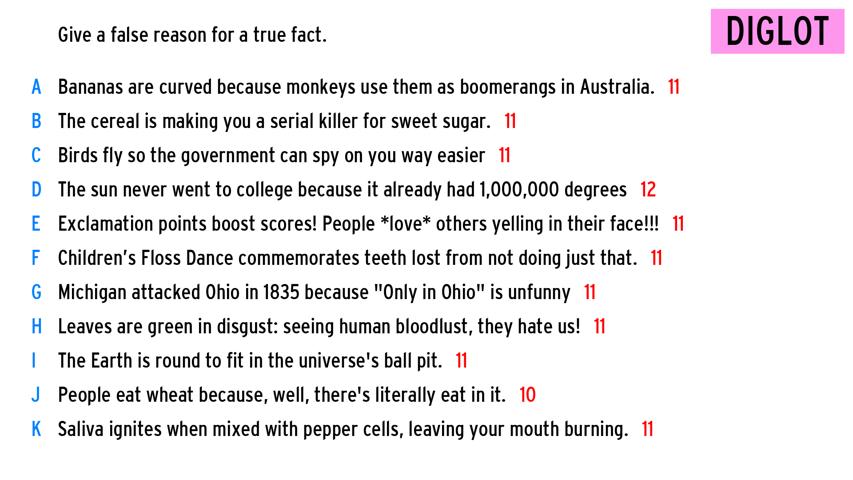 Give a false reason for a true fact.
DIGLOT
A Bananas are curved because monkeys use them as boomerangs in Australia. 11
B The cereal is making you a serial killer for sweet sugar. 11
C Birds fly so the government can spy on you way easier 11
D The sun never went to college because it already had 1,000,000 degrees 12
E Exclamation points boost scores! People *love* others yelling in their face!!! 11
F Children's Floss Dance commemorates teeth lost from not doing just that. 11
G Michigan attacked Ohio in 1835 because "Only in Ohio" is unfunny 11
H Leaves are green in disgust: seeing human bloodlust, they hate us! 11
I The Earth is round to fit in the universe's ball pit. 11
J People eat wheat because, well, there's literally eat in it. 10
K Saliva ignites when mixed with pepper cells, leaving your mouth burning. 11